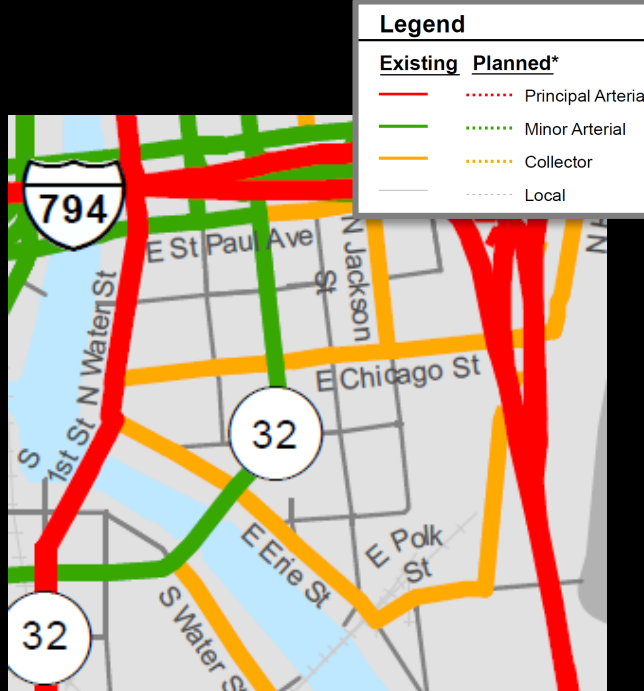 Legend
Existing Planned*
Principal Arteria
Minor Arterial
Collector
Local
794
E St Paul Ave
N Jackson
St
N Water St
E Chicago St
32
S
1st St
E Erie St
E Polk
St
S Water St
32
N